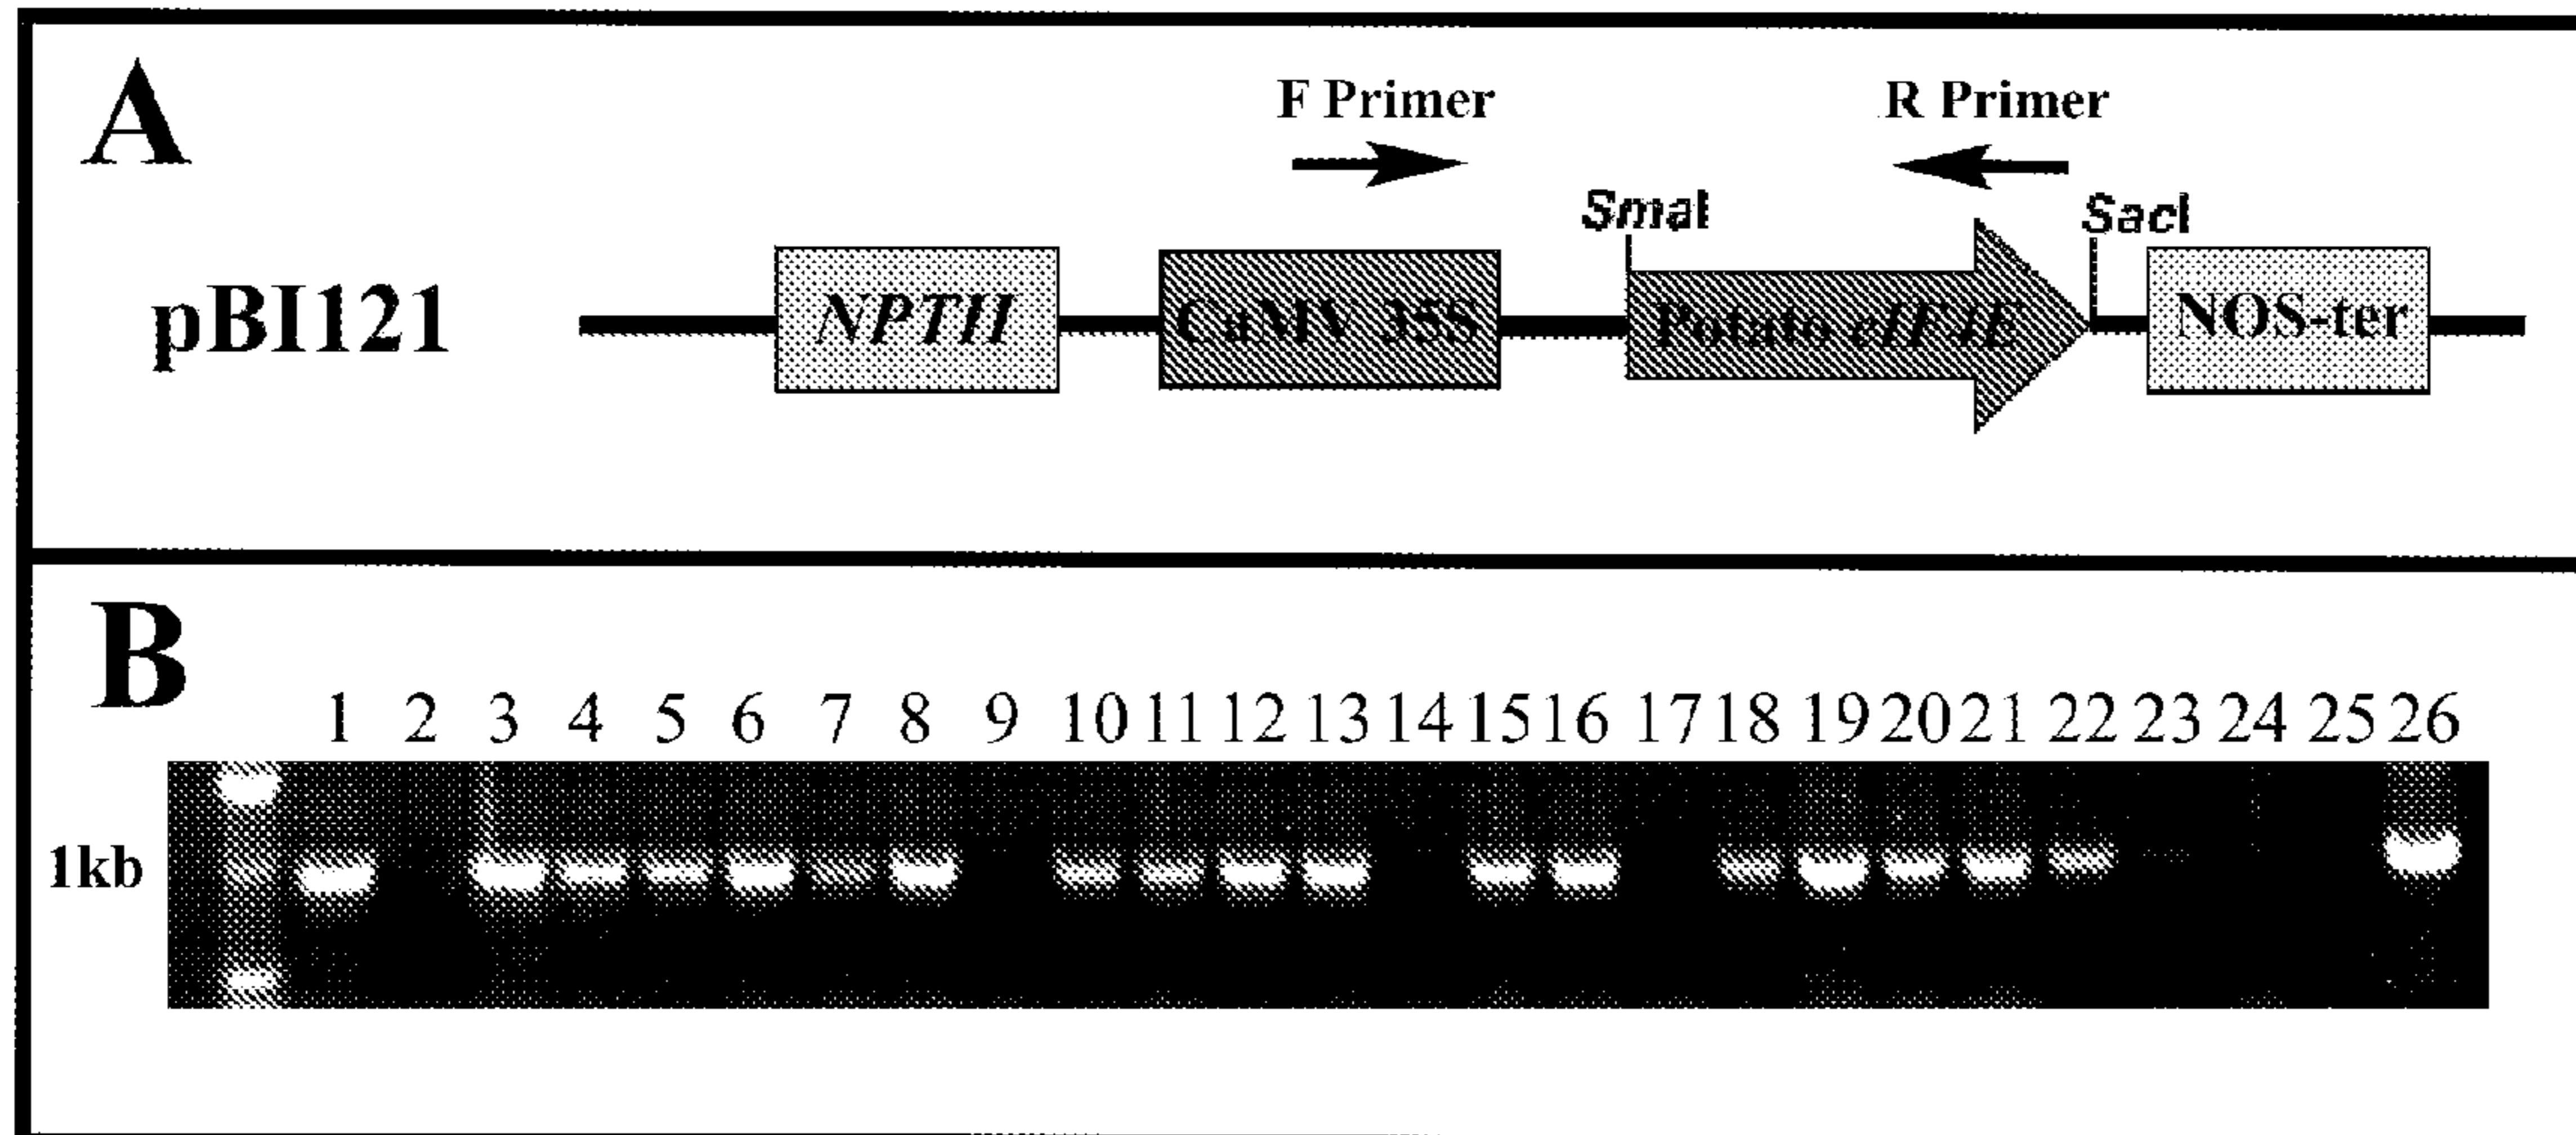 A
F Primer R Primer
SmaI SacI
pBI121 NPTII CaMV 35S Potato eIF4E NOS-ter
B
1 2 3 4 5 6 7 8 9 10 11 12 13 14 15 16 17 18 19 20 21 22 23 24 25 26
1kb